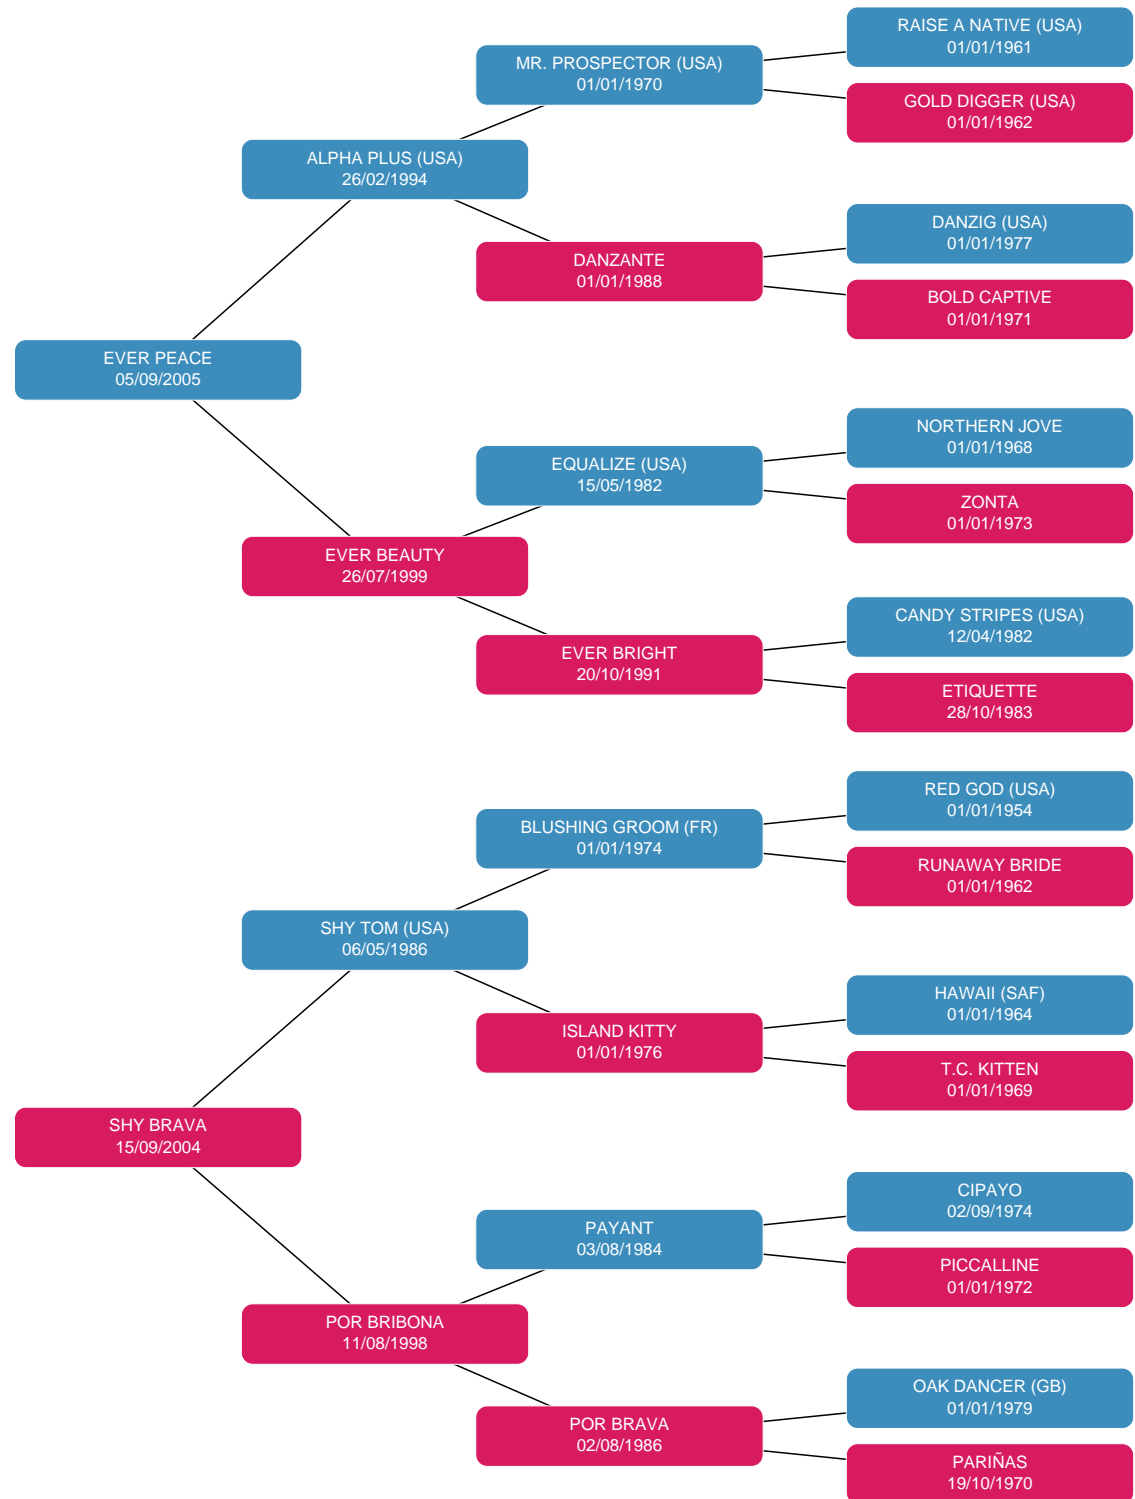 RAISE A NATIVE (USA)
01/01/1961
MR. PROSPECTOR (USA)
01/01/1970
GOLD DIGGER (USA)
01/01/1962
ALPHA PLUS (USA)
26/02/1994
DANZIG (USA)
01/01/1977
DANZANTE
01/01/1988
BOLD CAPTIVE
01/01/1971
EVER PEACE
05/09/2005
NORTHERN JOVE
01/01/1968
EQUALIZE (USA)
15/05/1982
ZONTA
01/01/1973
EVER BEAUTY
26/07/1999
CANDY STRIPES (USA)
12/04/1982
EVER BRIGHT
20/10/1991
ETIQUETTE
28/10/1983
RED GOD (USA)
01/01/1954
BLUSHING GROOM (FR)
01/01/1974
RUNAWAY BRIDE
01/01/1962
SHY TOM (USA)
06/05/1986
HAWAII (SAF)
01/01/1964
ISLAND KITTY
01/01/1976
T.C. KITTEN
01/01/1969
SHY BRAVA
15/09/2004
CIPAYO
02/09/1974
PAYANT
03/08/1984
PICCALLINE
01/01/1972
POR BRIBONA
11/08/1998
OAK DANCER (GB)
01/01/1979
POR BRAVA
02/08/1986
PARIÑAS
19/10/1970